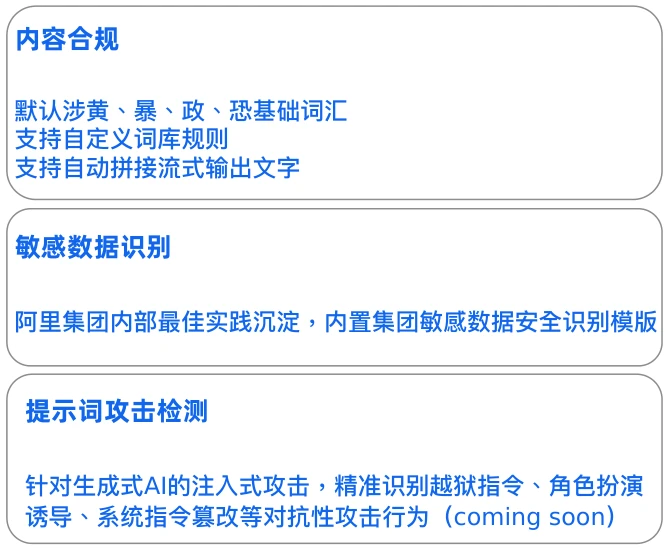 内容合规
默认涉黄、暴、政、恐基础词汇
支持自定义词库规则
支持自动拼接流式输出文字
敏感数据识别
阿里集团内部最佳实践沉淀，内置集团敏感数据安全识别模版
提示词攻击检测
针对生成式AI的注入式攻击，精准识别越狱指令、角色扮演
诱导、系统指令篡改等对抗性攻击行为（coming soon）